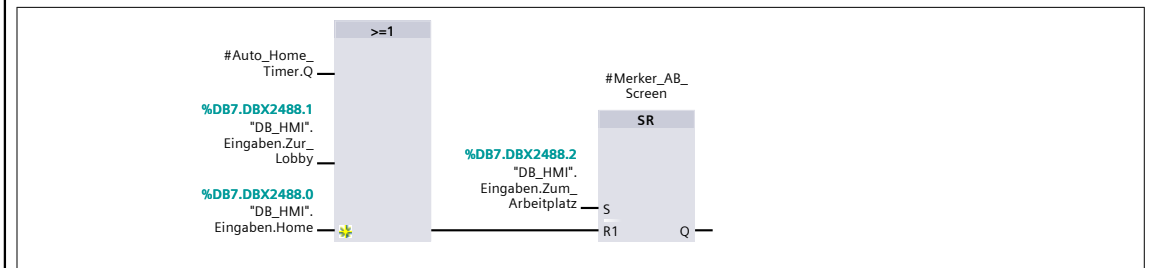 >=1
#Auto_Home_
Timer.Q
%DB7.DBX2488.1
"DB_HMI".
Eingaben.Zur_
Lobby
%DB7.DBX2488.0
"DB_HMI".
Eingaben.Home
#Merker_AB_
Screen
SR
%DB7.DBX2488.2
"DB_HMI".
Eingaben.Zum_
Arbeitplatz
S
R1 Q